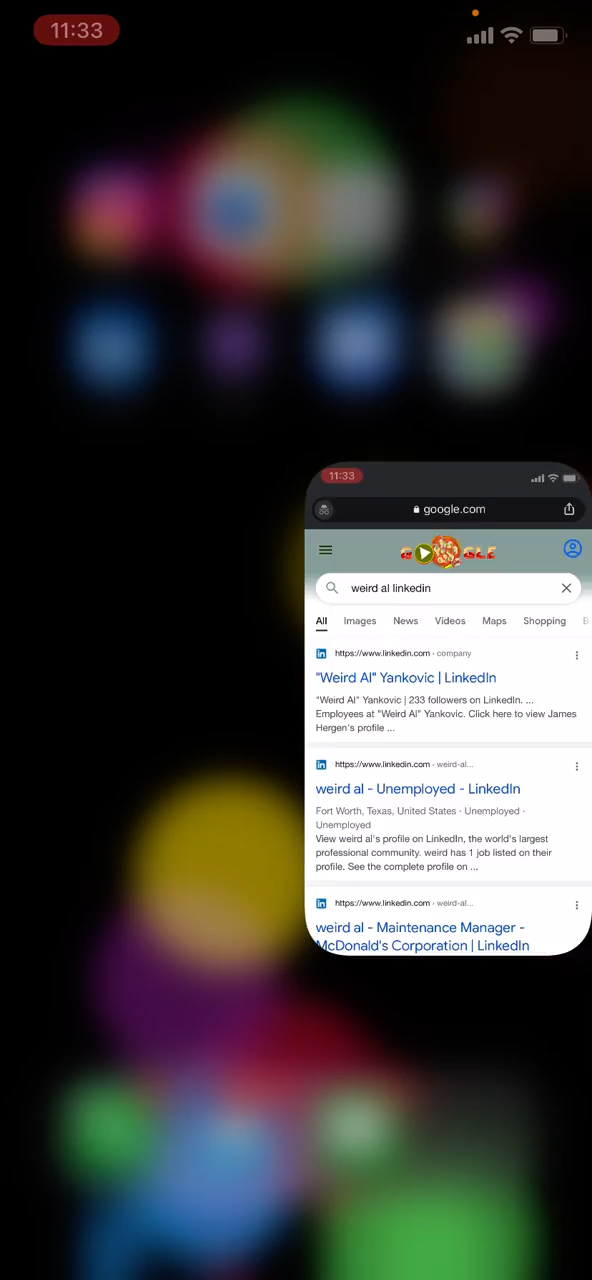 11:33
11:33
google.com
weird al linkedin
All Images News Videos Maps Shopping
https://www.linkedin.com › company
"Weird Al" Yankovic | LinkedIn
"Weird Al" Yankovic | 233 followers on LinkedIn. ...
Employees at "Weird Al" Yankovic. Click here to view James
Hergen's profile ...
https://www.linkedin.com › weird-al...
weird al - Unemployed - LinkedIn
Fort Worth, Texas, United States · Unemployed ·
Unemployed
View weird al's profile on LinkedIn, the world's largest
professional community. weird has 1 job listed on their
profile. See the complete profile on ...
https://www.linkedin.com › weird-al...
weird al - Maintenance Manager -
McDonald's Corporation | LinkedIn